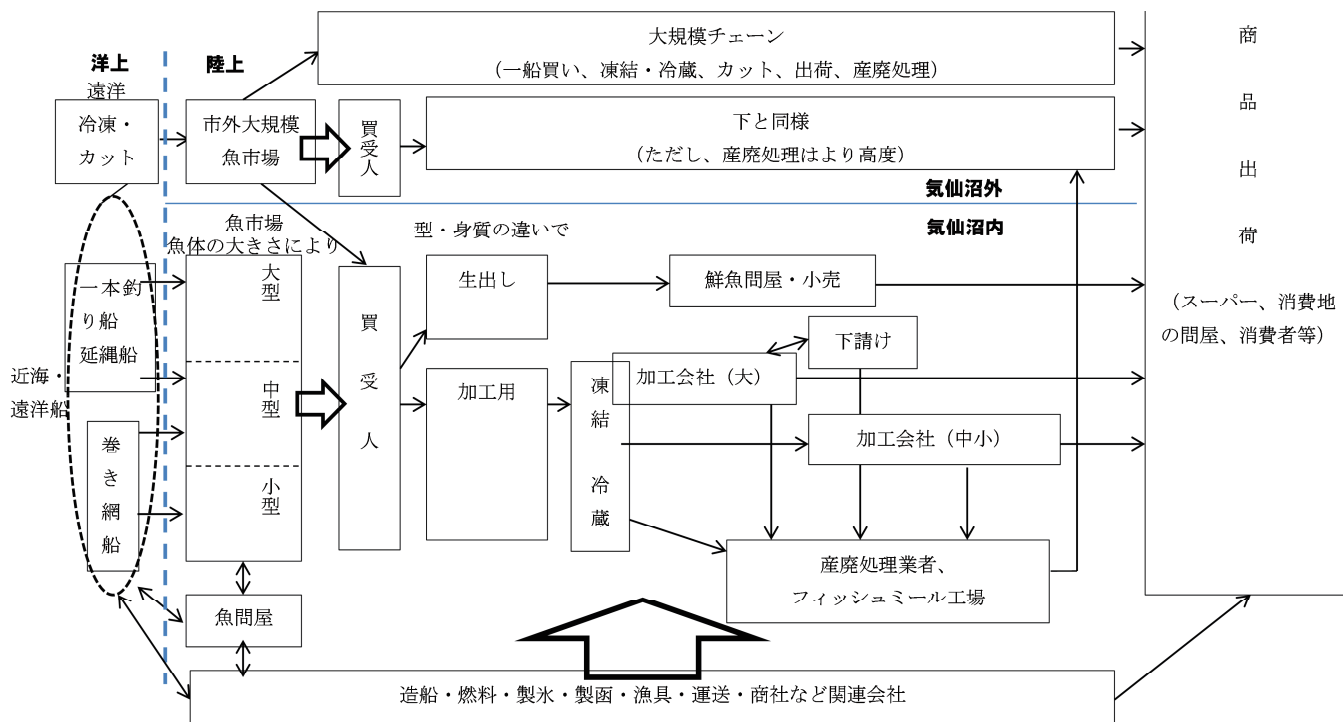 洋上
陸上
遠洋
冷凍・
カット
市外大規模
魚市場
買受人
大規模チェーン
（一船買い、凍結・冷蔵、カット、出荷、産廃処理）
下と同様
（ただし、産廃処理はより高度）
気仙沼外
気仙沼内
商品出荷
（スーパー、消費地
の問屋、消費者等）
魚市場
魚体の大きさにより
型・身質の違いで
大型
中型
小型
一本釣
り船
延縄船
近海・
遠洋船
巻き網船
買受人
生出し
鮮魚問屋・小売
加工用
凍結 冷蔵
下請け
加工会社（大）
加工会社（中小）
産廃処理業者、
フィッシュミール工場
魚問屋
造船・燃料・製氷・製函・漁具・運送・商社など関連会社